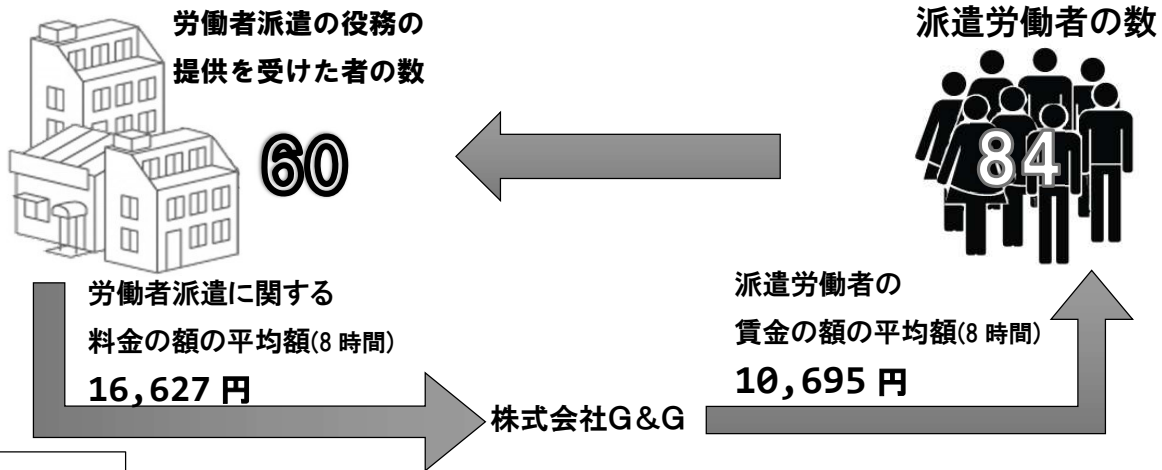 労働者派遣の役務の
提供を受けた者の数
60
派遣労働者の数
84
労働者派遣に関する
料金の額の平均額(8 時間)
16,627 円
派遣労働者の
賃金の額の平均額(8 時間)
10,695 円
株式会社G&G